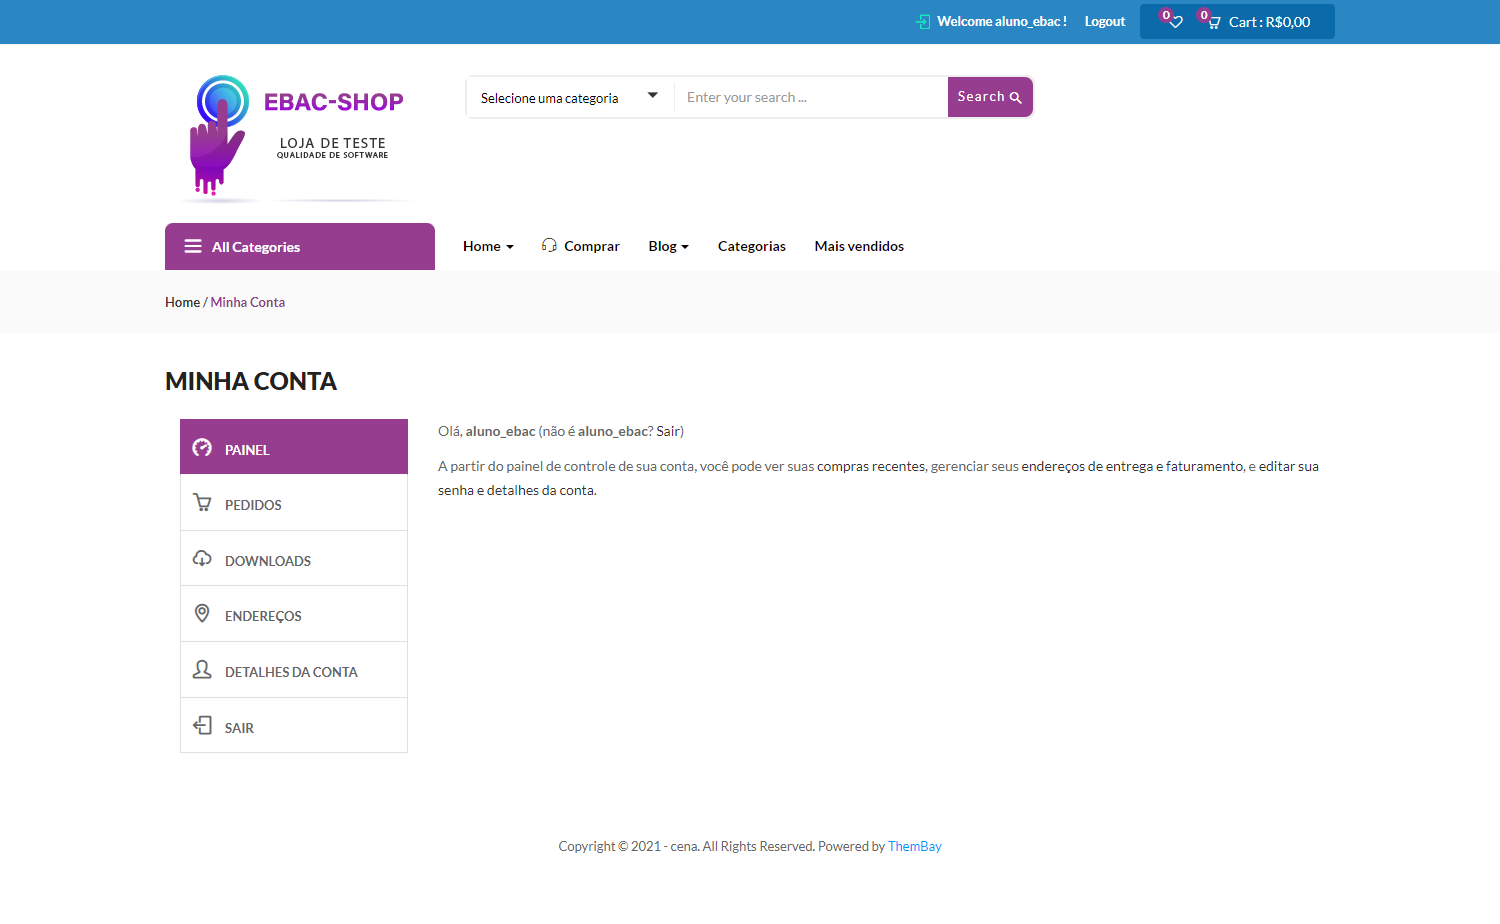 Welcome aluno_ebac ! Logout 0 0 Cart : R$0,00
EBAC-SHOP
LOJA DE TESTE
QUALIDADE DE SOFTWARE
Selecione uma categoria Enter your search ... Search
All Categories Home Comprar Blog Categorias Mais vendidos
Home / Minha Conta
MINHA CONTA
PAINEL
PEDIDOS
DOWNLOADS
ENDEREÇOS
DETALHES DA CONTA
SAIR
Olá, aluno_ebac (não é aluno_ebac? Sair)
A partir do painel de controle de sua conta, você pode ver suas compras recentes, gerenciar seus endereços de entrega e faturamento, e editar sua
senha e detalhes da conta.
Copyright © 2021 - cena. All Rights Reserved. Powered by ThemBay